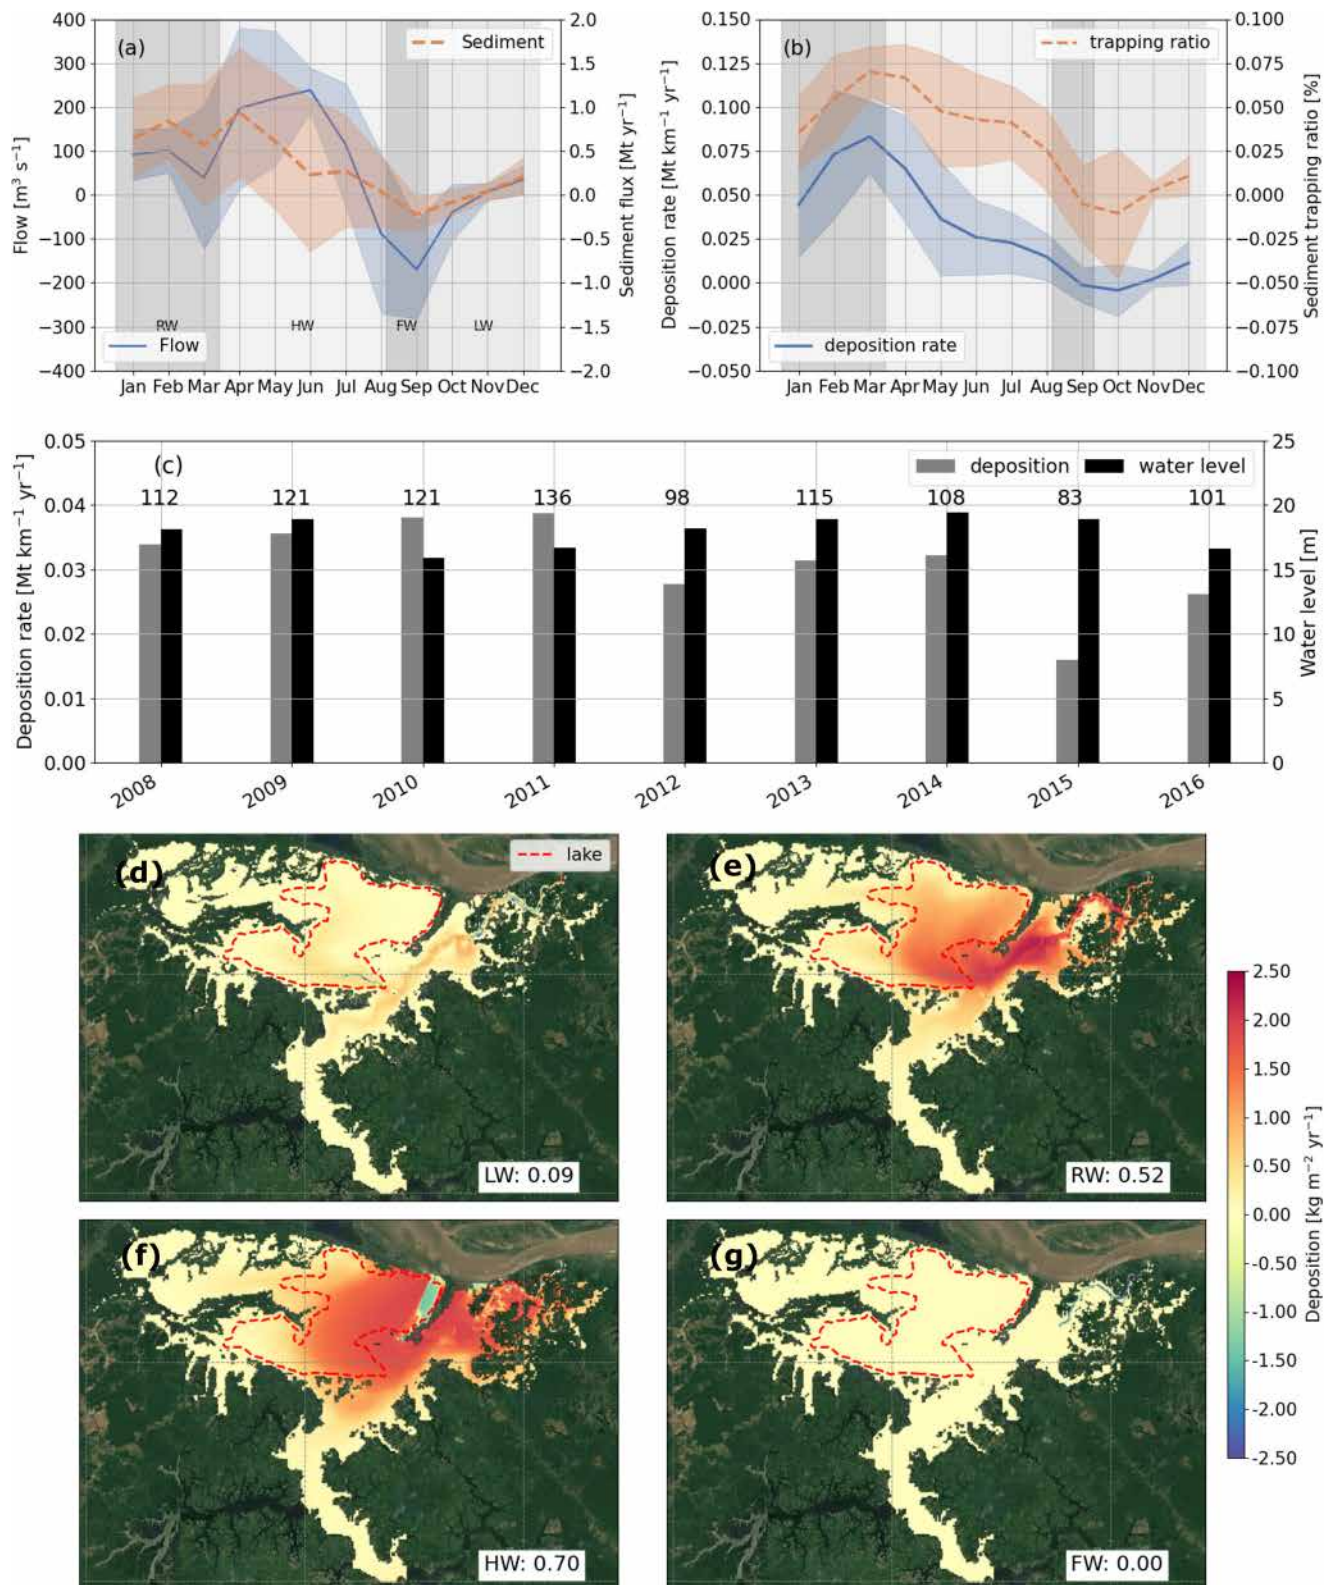 (a)
Sediment
400
300
200
100
0
−100
−200
−300
−400
Flow [m³ s⁻¹]
2.0
1.5
1.0
0.5
0.0
−0.5
−1.0
−1.5
−2.0
Sediment flux [Mt yr⁻¹]
RW
HW
FW
LW
Flow
Jan Feb Mar Apr May Jun Jul Aug Sep Oct Nov Dec
(b)
trapping ratio
0.150
0.125
0.100
0.075
0.050
0.025
0.000
−0.025
−0.050
Deposition rate [Mt km⁻¹ yr⁻¹]
0.100
0.075
0.050
0.025
0.000
−0.025
−0.050
−0.075
−0.100
Sediment trapping ratio [%]
deposition rate
Jan Feb Mar Apr May Jun Jul Aug Sep Oct Nov Dec
(c)
deposition
water level
112 121 121 136 98 115 108 83 101
0.05
0.04
0.03
0.02
0.01
0.00
Deposition rate [Mt km⁻¹ yr⁻¹]
25
20
15
10
5
0
Water level [m]
2008 2009 2010 2011 2012 2013 2014 2015 2016
(d)
lake
LW: 0.09
(e)
RW: 0.52
(f)
HW: 0.70
(g)
FW: 0.00
2.50
2.00
1.50
1.00
0.50
0.00
-0.50
-1.00
-1.50
-2.00
-2.50
Deposition [kg m⁻² yr⁻¹]